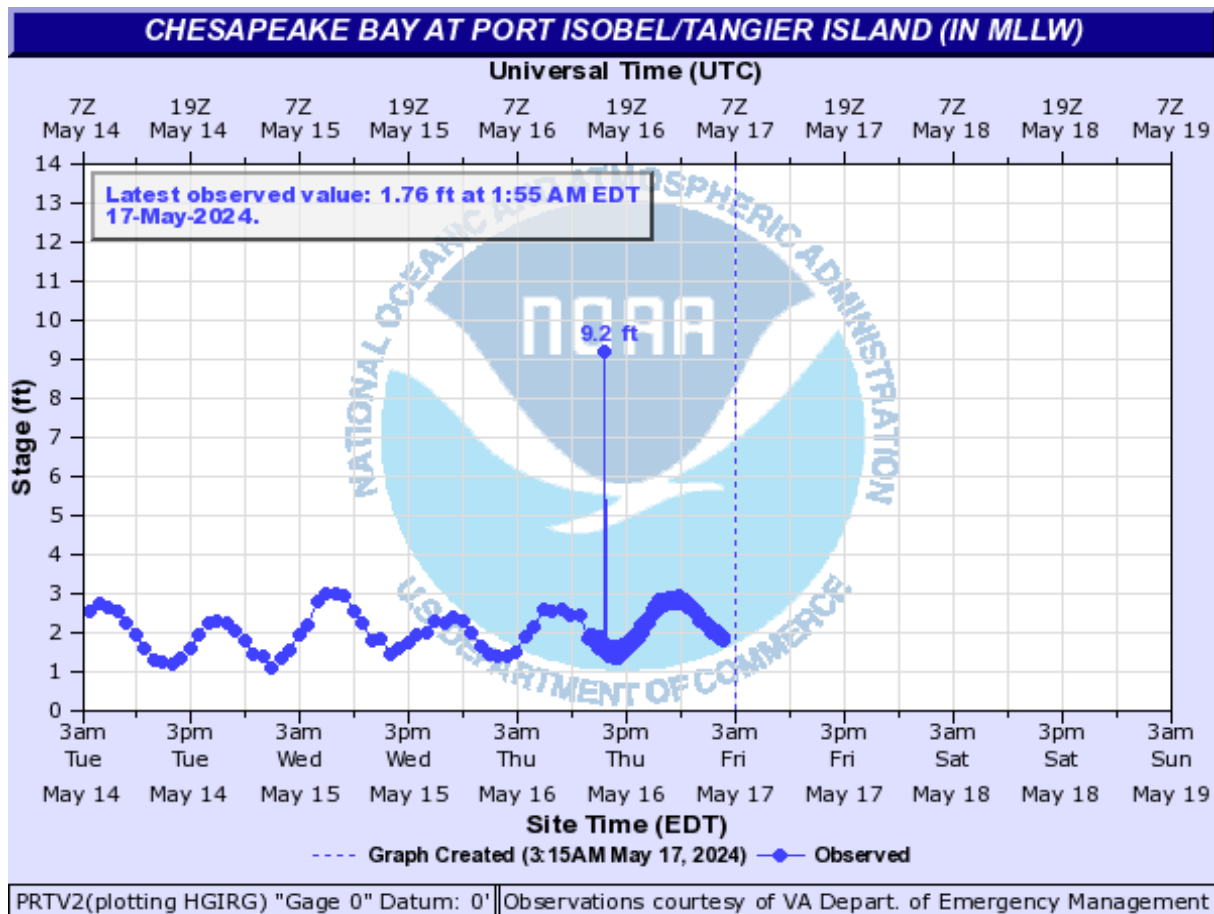 CHESAPEAKE BAY AT PORT ISOBEL/TANGIER ISLAND (IN MLLW)
Universal Time (UTC)
7Z 19Z 7Z 19Z 7Z 19Z 7Z 19Z 7Z 19Z 7Z
May 14 May 14 May 15 May 15 May 16 May 16 May 17 May 17 May 18 May 18 May 19
Latest observed value: 1.76 ft at 1:55 AM EDT
17-May-2024.
NATIONAL OCEANIC AND ATMOSPHERIC ADMINISTRATION
NOAA
U.S. DEPARTMENT OF COMMERCE
9.2 ft
Stage (ft)
14
13
12
11
10
9
8
7
6
5
4
3
2
1
0
3am 3pm 3am 3pm 3am 3pm 3am 3pm 3am 3pm 3am
Tue Tue Wed Wed Thu Thu Fri Fri Sat Sat Sun
May 14 May 14 May 15 May 15 May 16 May 16 May 17 May 17 May 18 May 18 May 19
Site Time (EDT)
Graph Created (3:15AM May 17, 2024) Observed
PRTV2(plotting HGIRG) "Gage 0" Datum: 0' Observations courtesy of VA Depart. of Emergency Management